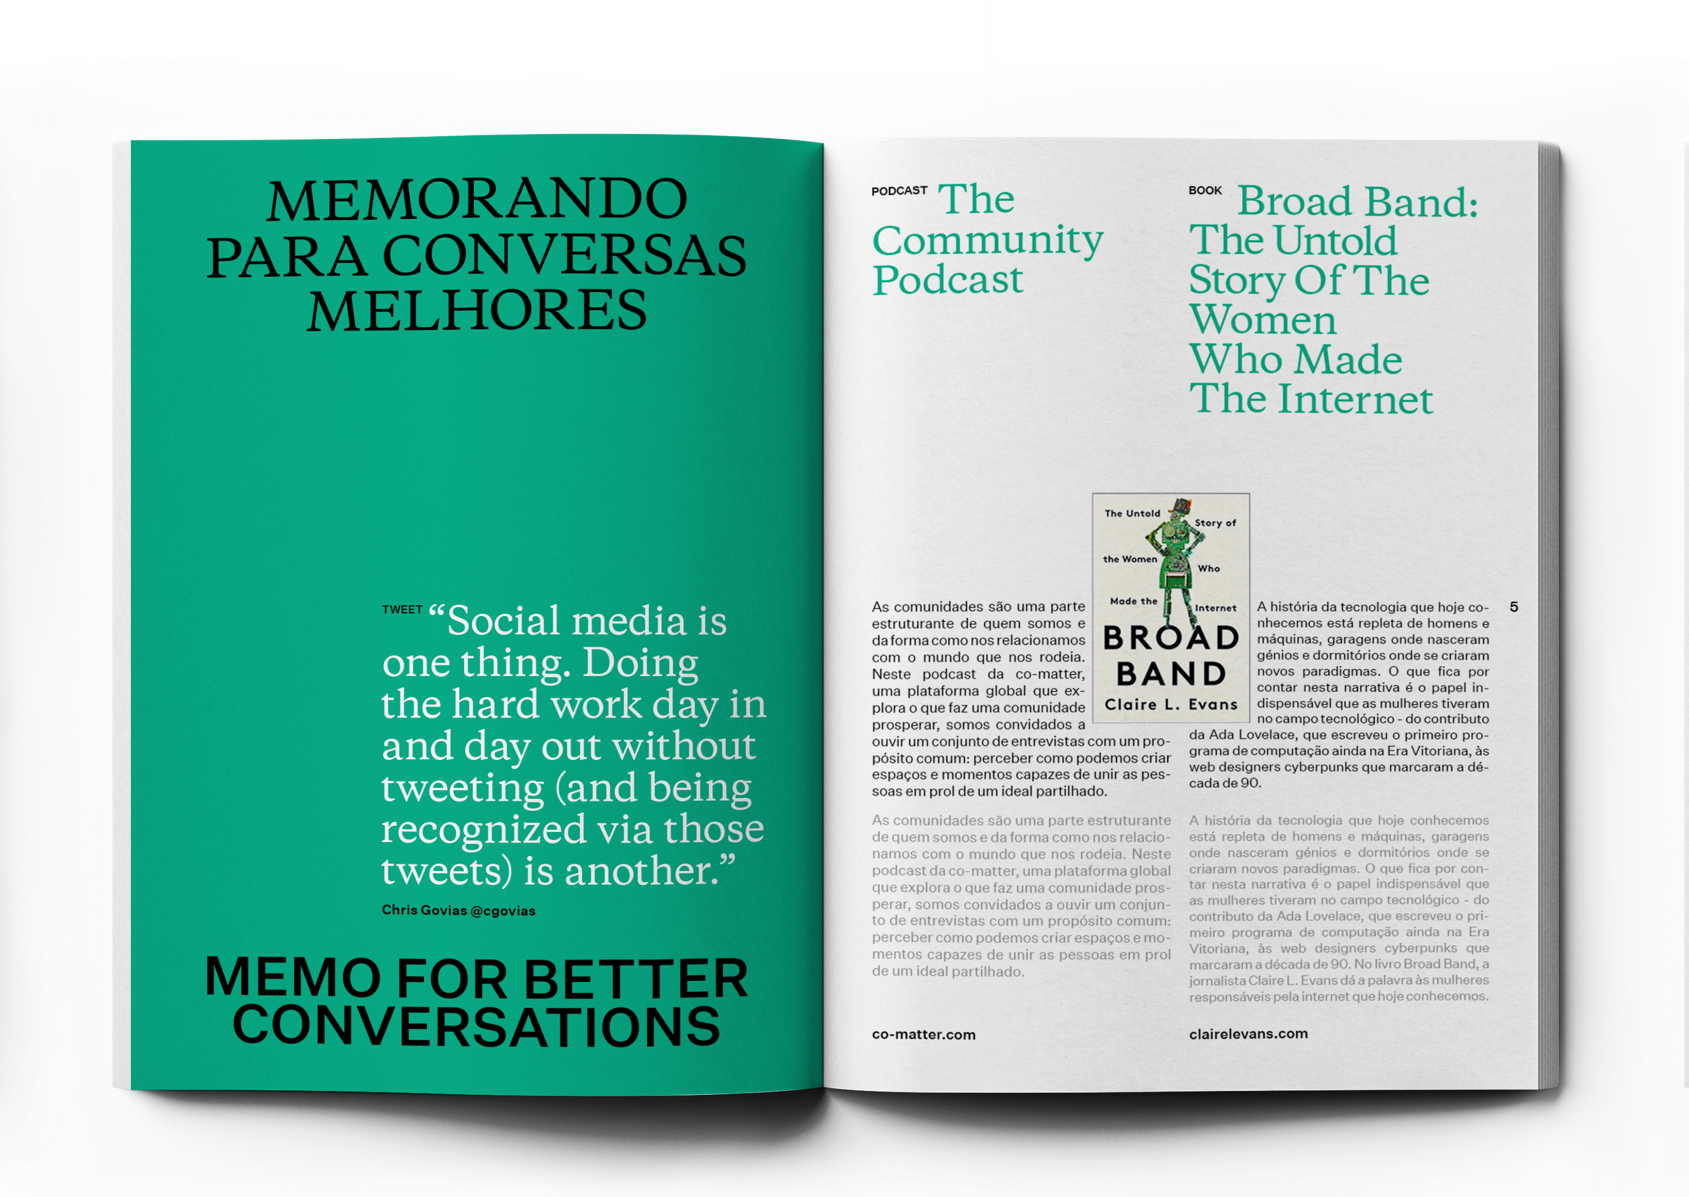 MEMORANDO
PARA CONVERSAS
MELHORES
TWEET “Social media is
one thing. Doing
the hard work day in
and day out without
tweeting (and being
recognized via those
tweets) is another.”
Chris Govias @cgovias
MEMO FOR BETTER
CONVERSATIONS
PODCAST The
Community
Podcast
As comunidades são uma parte
estruturante de quem somos e
da forma como nos relacionamos
com o mundo que nos rodeia.
Neste podcast da co-matter,
uma plataforma global que ex-
plora o que faz uma comunidade
prosperar, somos convidados a
ouvir um conjunto de entrevistas com um pro-
pósito comum: perceber como podemos criar
espaços e momentos capazes de unir as pes-
soas em prol de um ideal partilhado.
As comunidades são uma parte estruturante
de quem somos e da forma como nos relacio-
namos com o mundo que nos rodeia. Neste
podcast da co-matter, uma plataforma global
que explora o que faz uma comunidade pros-
perar, somos convidados a ouvir um conjun-
to de entrevistas com um propósito comum:
perceber como podemos criar espaços e mo-
mentos capazes de unir as pessoas em prol
de um ideal partilhado.
co-matter.com
BOOK Broad Band:
The Untold
Story Of The
Women
Who Made
The Internet
The Untold Story of
the Women Who
Made the Internet
BROAD
BAND
Claire L. Evans
A história da tecnologia que hoje co-
nhecemos está repleta de homens e
máquinas, garagens onde nasceram
génios e dormitórios onde se criaram
novos paradigmas. O que fica por
contar nesta narrativa é o papel in-
dispensável que as mulheres tiveram
no campo tecnológico - do contributo
da Ada Lovelace, que escreveu o primeiro pro-
grama de computação ainda na Era Vitoriana, às
web designers cyberpunks que marcaram a dé-
cada de 90.
A história da tecnologia que hoje conhecemos
está repleta de homens e máquinas, garagens
onde nasceram génios e dormitórios onde se
criaram novos paradigmas. O que fica por con-
tar nesta narrativa é o papel indispensável que
as mulheres tiveram no campo tecnológico - do
contributo da Ada Lovelace, que escreveu o pri-
meiro programa de computação ainda na Era
Vitoriana, às web designers cyberpunks que
marcaram a década de 90. No livro Broad Band, a
jornalista Claire L. Evans dá a palavra às mulheres
responsáveis pela internet que hoje conhecemos.
clairelevans.com
5